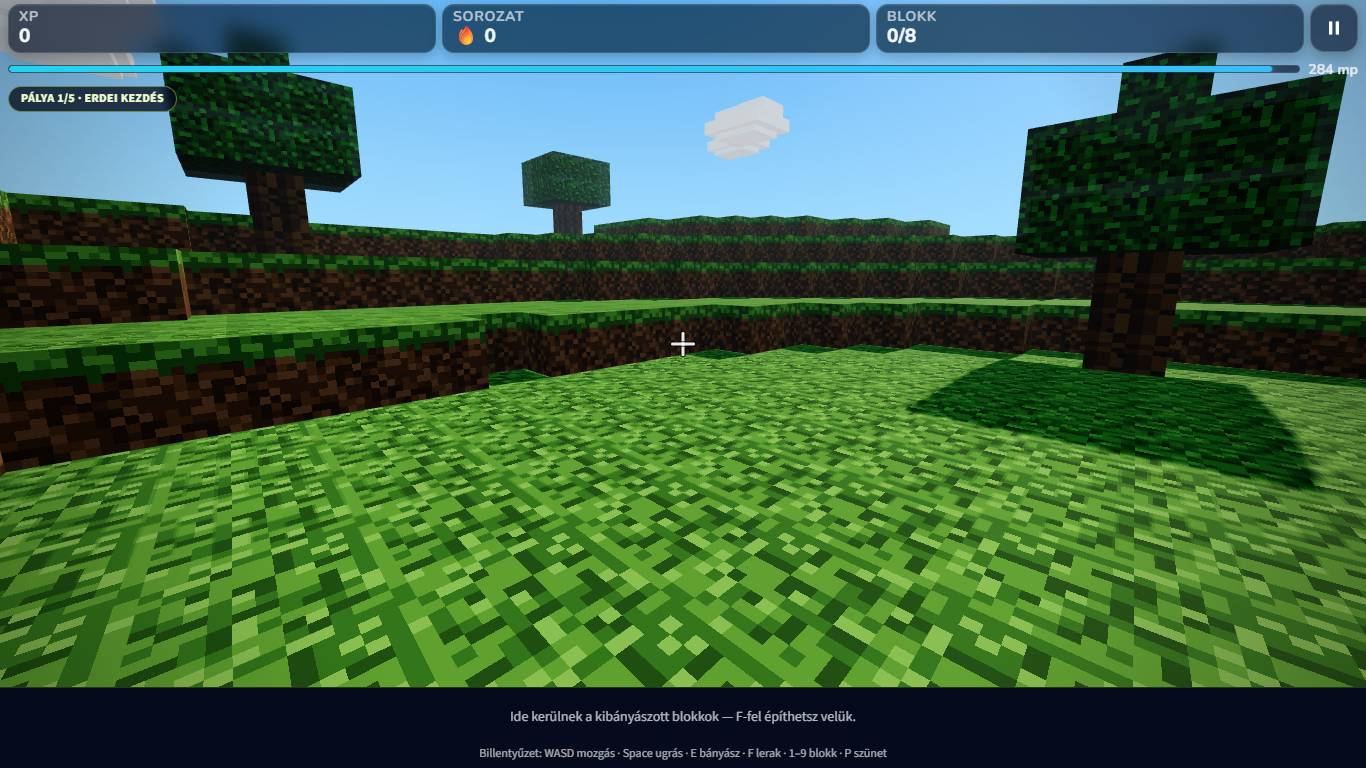 XP
0
SOROZAT
🔥 0
BLOKK
0/8
284 mp
PÁLYA 1/5 · ERDEI KEZDÉS
Ide kerülnek a kibányászott blokkok — F-fel építhetsz velük.
Billentyűzet: WASD mozgás · Space ugrás · E bányász · F lerak · 1–9 blokk · P szünet